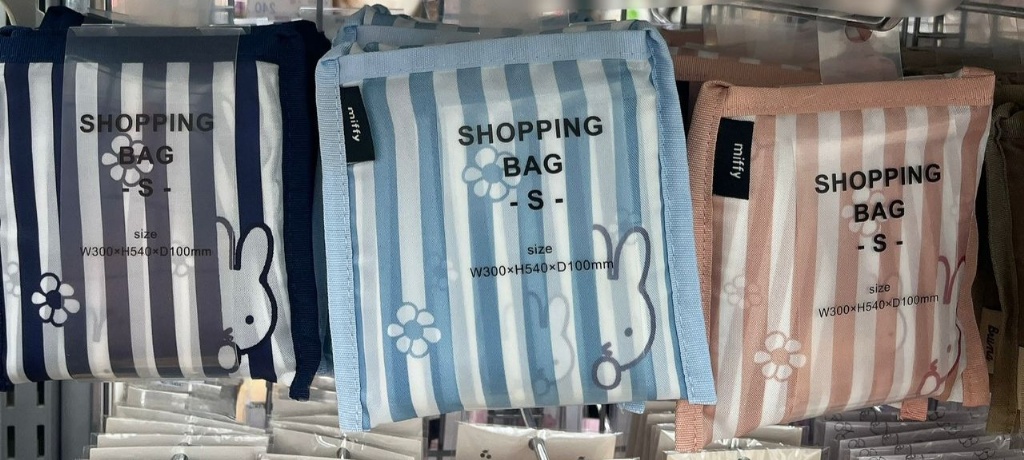 SHOPPING
BAG
- S -
size
W300×H540×D100mm
miffy
SHOPPING
BAG
- S -
size
W300×H540×D100mm
miffy
SHOPPING
BAG
- S -
size
W300×H540×D100mm